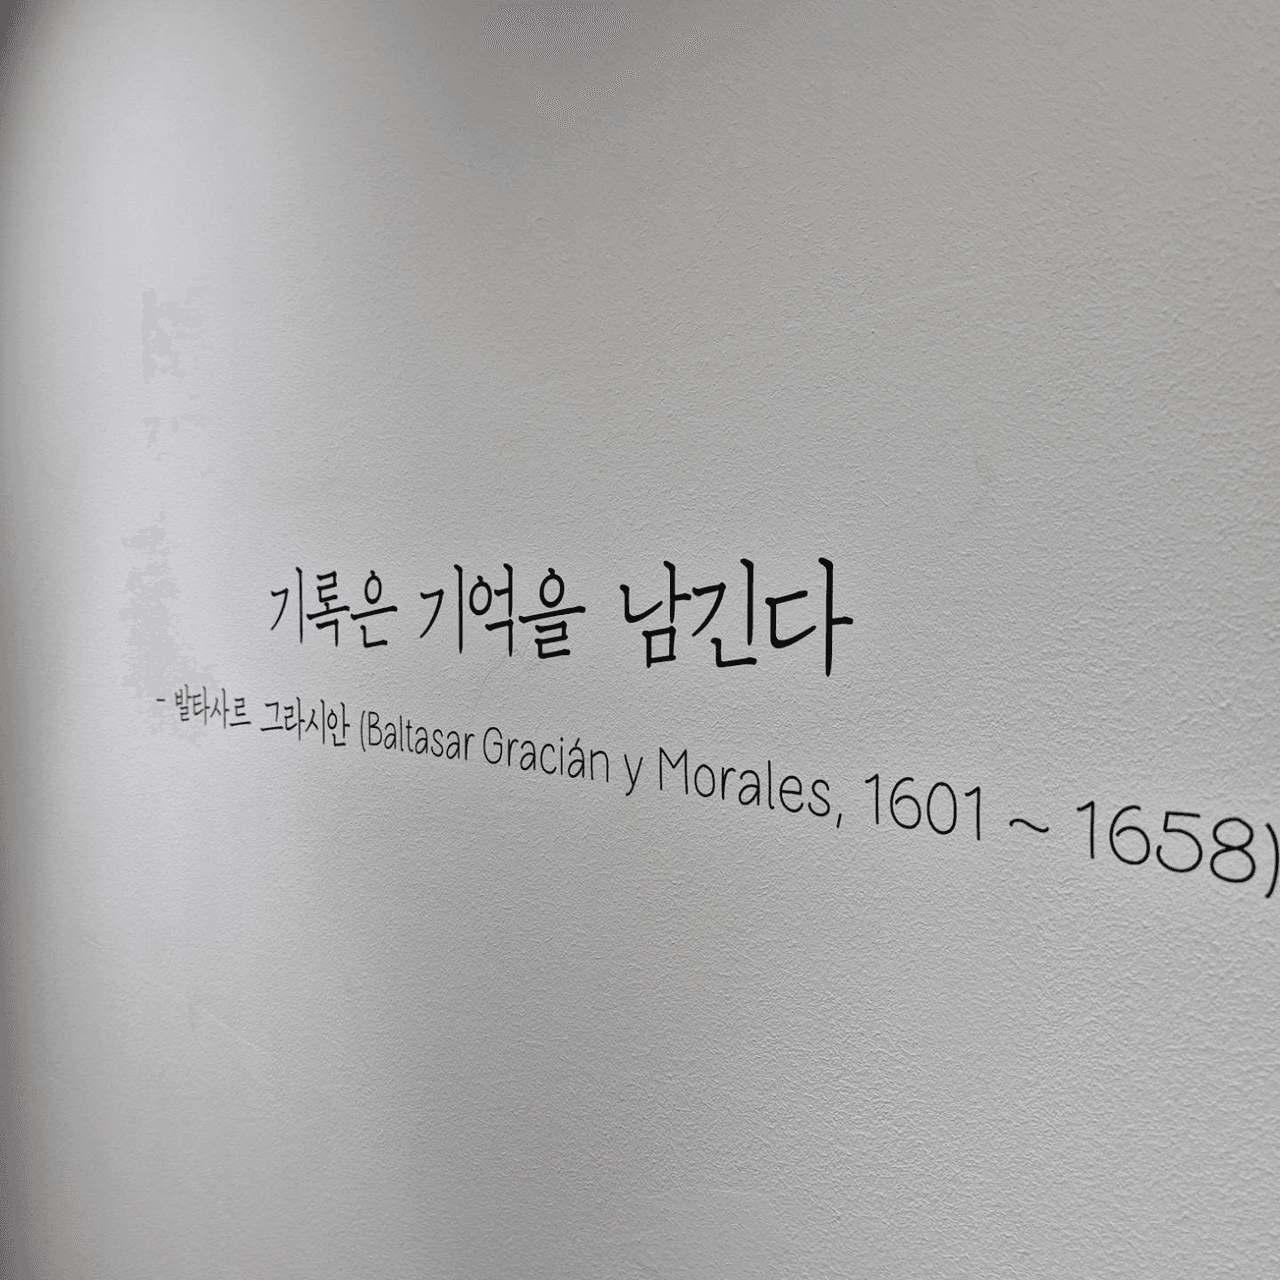 기록은 기억을 남긴다
- 발타사르 그라시안 (Baltasar Gracián y Morales, 1601 ~ 1658)